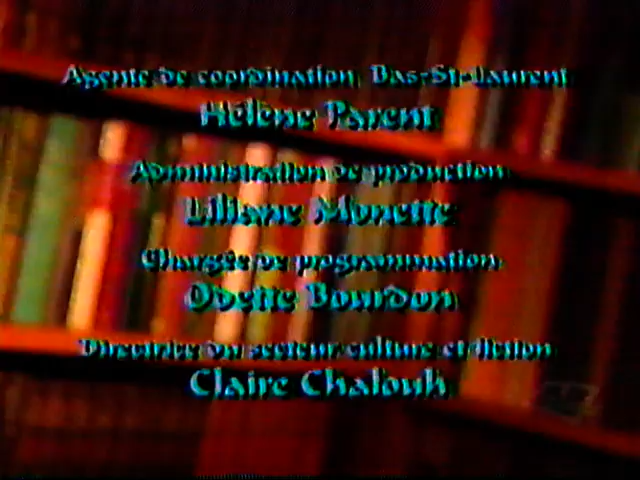 Agente de coordination, Bas-St-Laurent
Hélène Parent
Administration de production
Liliane Monette
Chargée de programmation
Odette Bourdon
Directrice du secteur culture et fiction
Claire Chalouh